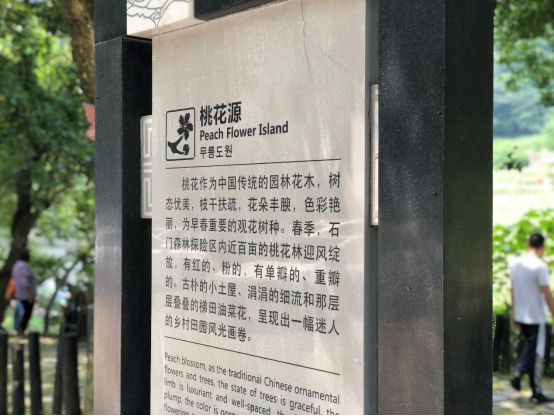 桃花源
Peach Flower Island
무릉도원
桃花作为中国传统的园林花木，树
态优美，枝干扶疏，花朵丰腴，色彩艳
丽，为早春重要的观花树种。春季，石
门森林探险区内近百亩的桃花林迎风绽
放，有红的、粉的，有单瓣的、重瓣
的。古朴的小土屋、涓涓的细流和那层
层叠叠的梯田油菜花，呈现出一幅迷人
的乡村田园风光画卷。
Peach blossom, as the traditional Chinese ornamental
flowers and trees, the state of trees is graceful, the
limb is luxuriant and well-spaced, the
plump, the color is
flowering